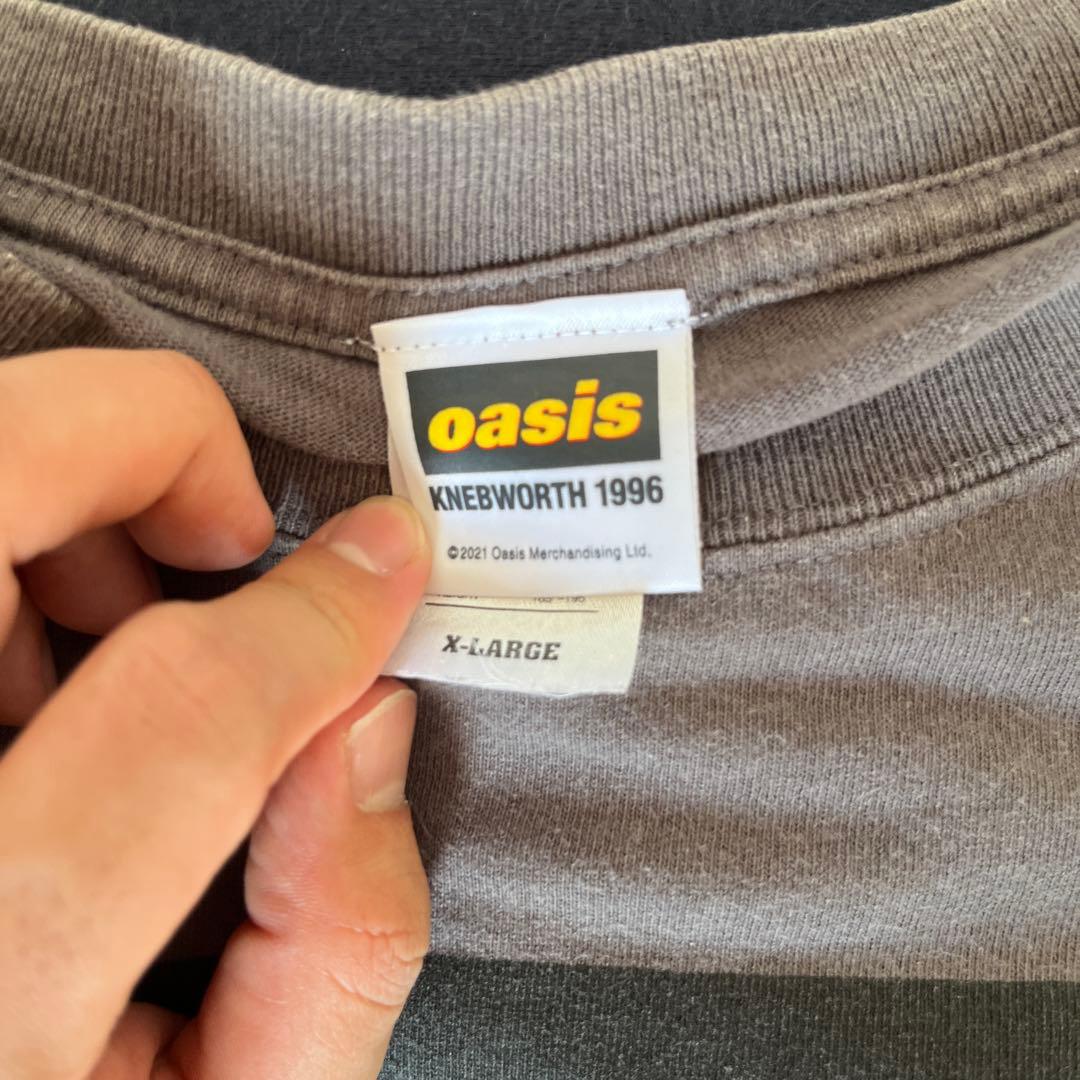 oasis
KNEBWORTH 1996
©2021 Oasis Merchandising Ltd.
X-LARGE